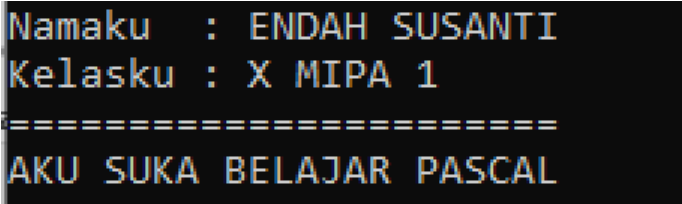 Namaku  : ENDAH SUSANTI
Kelasku : X MIPA 1
=======================
AKU SUKA BELAJAR PASCAL